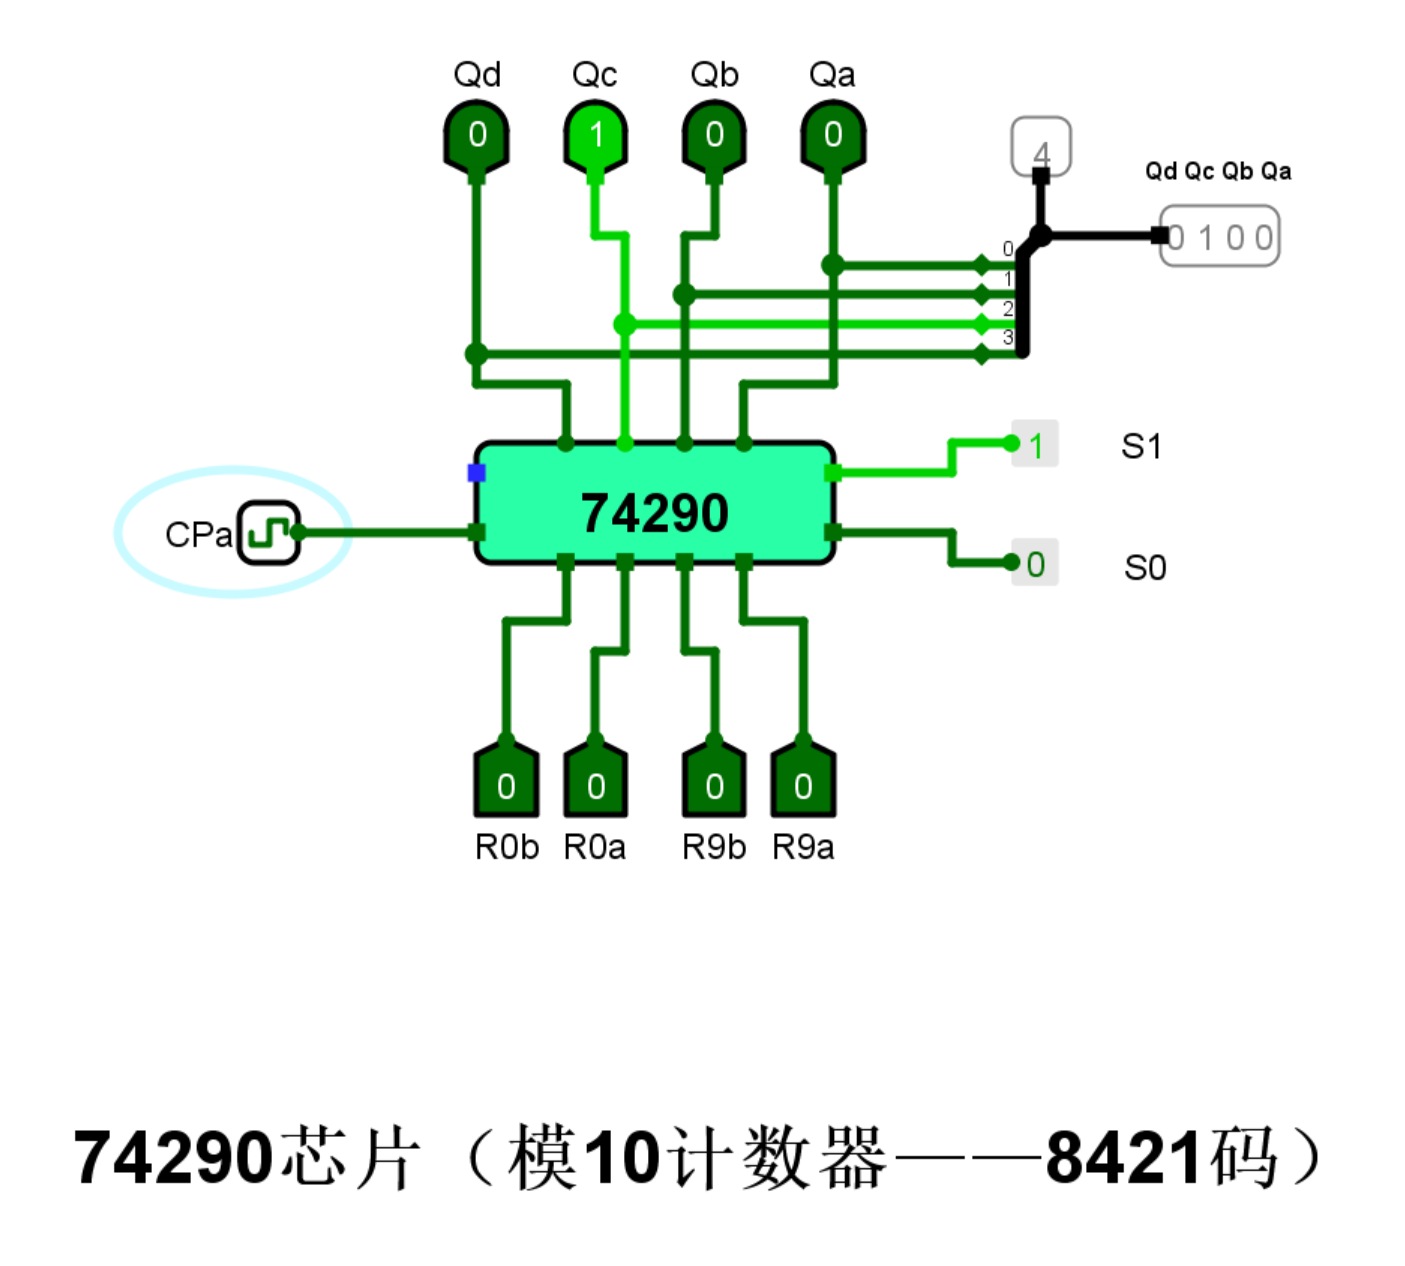 Qd Qc Qb Qa
0 1 0 0
4
Qd Qc Qb Qa
0 1 0 0
0
1
2
3
1 S1
74290
CPa
0 S0
0 0 0 0
R0b R0a R9b R9a
74290芯片（模10计数器——8421码）